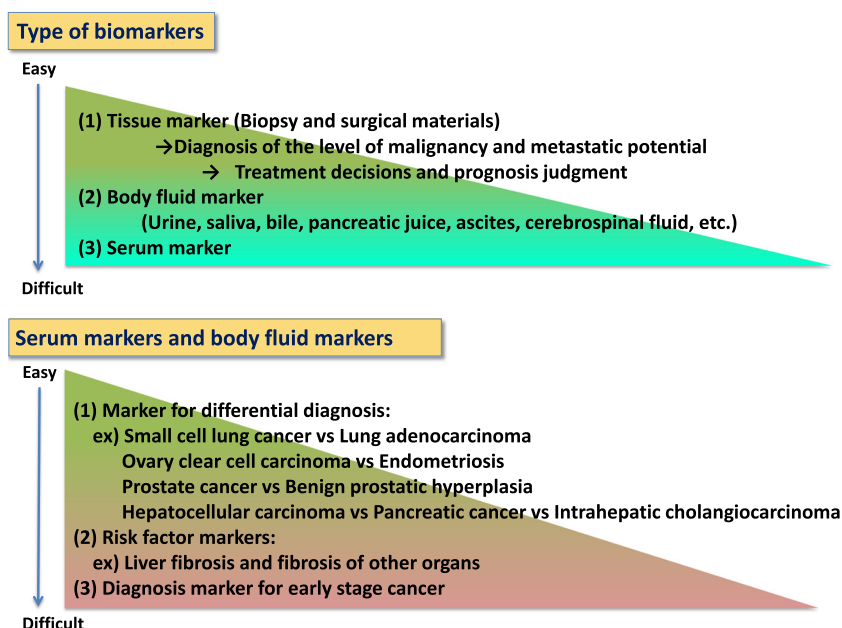 Type of biomarkers
Easy
(1) Tissue marker (Biopsy and surgical materials)
→Diagnosis of the level of malignancy and metastatic potential
→ Treatment decisions and prognosis judgment
(2) Body fluid marker
(Urine, saliva, bile, pancreatic juice, ascites, cerebrospinal fluid, etc.)
(3) Serum marker
Difficult
Serum markers and body fluid markers
Easy
(1) Marker for differential diagnosis:
ex) Small cell lung cancer vs Lung adenocarcinoma
Ovary clear cell carcinoma vs Endometriosis
Prostate cancer vs Benign prostatic hyperplasia
Hepatocellular carcinoma vs Pancreatic cancer vs Intrahepatic cholangiocarcinoma
(2) Risk factor markers:
ex) Liver fibrosis and fibrosis of other organs
(3) Diagnosis marker for early stage cancer
Difficult